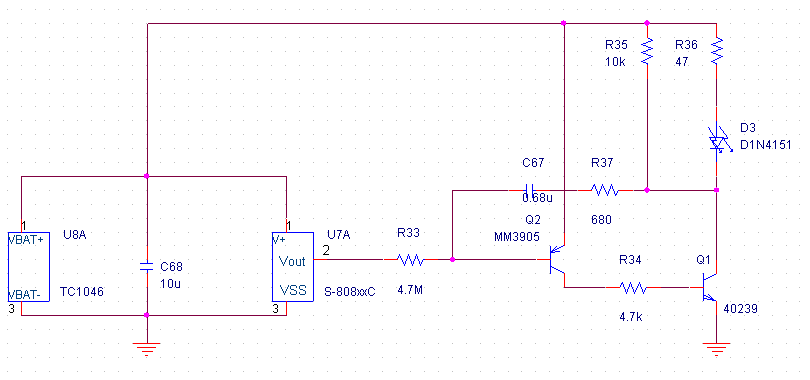 R35
10k
R36
47
D3
D1N4151
C67
0.68u
R37
680
Q2
MM3905
1
VBAT+
U8A
VBAT-
TC1046
3
C68
10u
1
V+
U7A
2
Vout
VSS
S-808xxC
3
R33
4.7M
R34
4.7k
Q1
40239